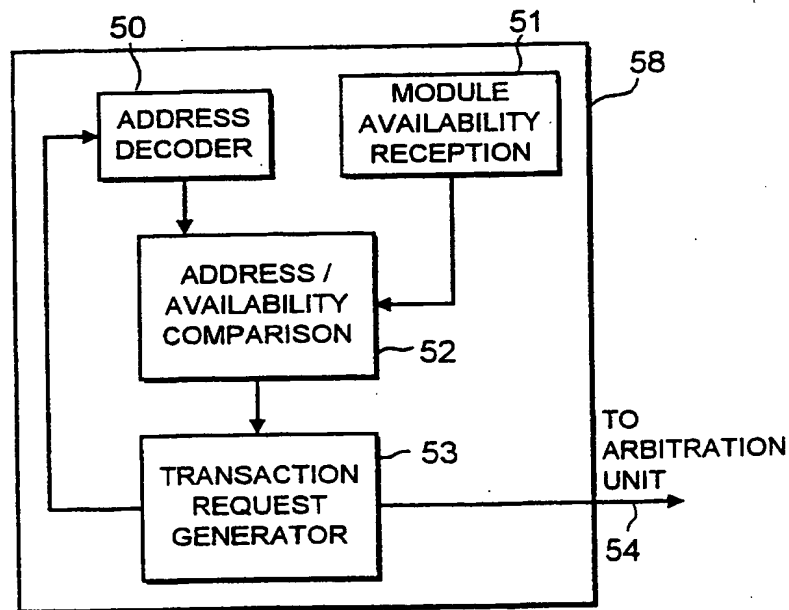 50
51
58
ADDRESS
DECODER
MODULE
AVAILABILITY
RECEPTION
ADDRESS /
AVAILABILITY
COMPARISON
52
TRANSACTION
REQUEST
GENERATOR
53
TO
ARBITRATION
UNIT
54